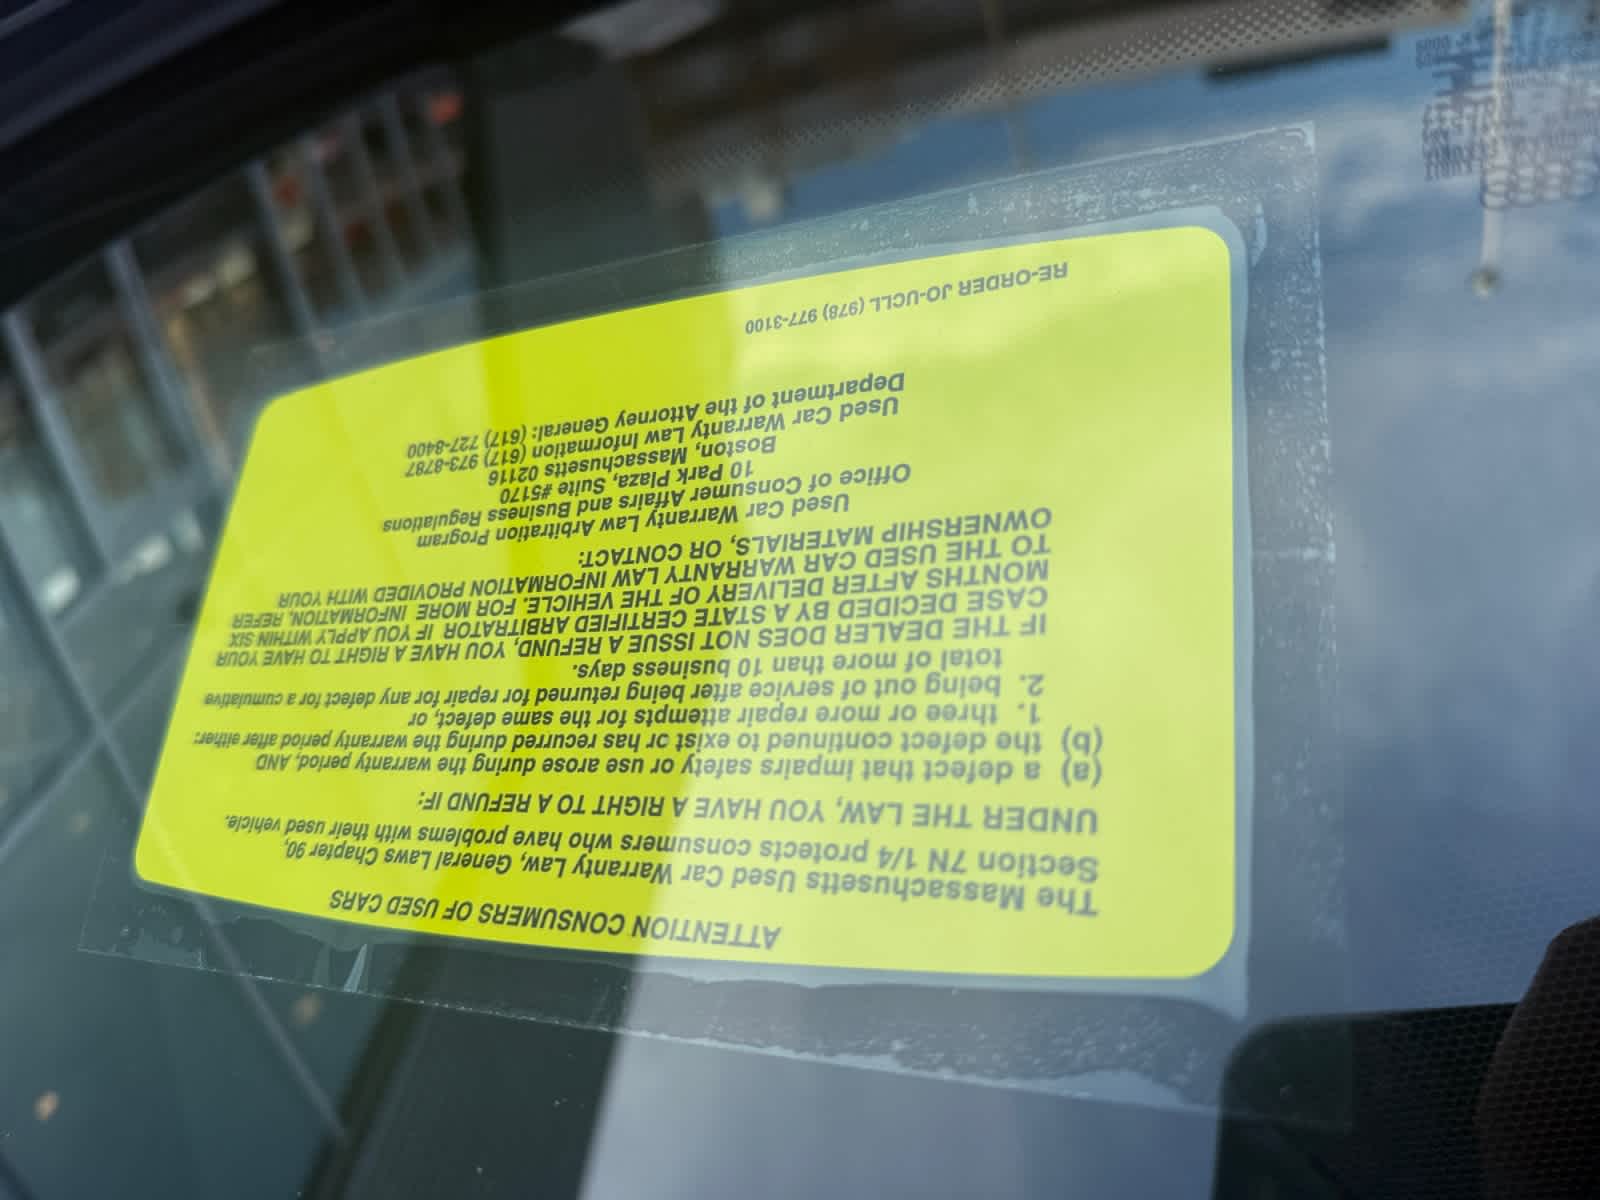 ATTENTION CONSUMERS OF USED CARS
The Massachusetts Used Car Warranty Law, General Laws Chapter 90,
Section 7N 1/4 protects consumers who have problems with their used vehicle.
UNDER THE LAW, YOU HAVE A RIGHT TO A REFUND IF:
(a) a defect that impairs safety or use arose during the warranty period, AND
(b) the defect continued to exist or has recurred during the warranty period after either:
1. three or more repair attempts for the same defect, or
2. being out of service after being returned for repair for any defect for a cumulative
total of more than 10 business days.
IF THE DEALER DOES NOT ISSUE A REFUND, YOU HAVE A RIGHT TO HAVE YOUR
CASE DECIDED BY A STATE CERTIFIED ARBITRATOR IF YOU APPLY WITHIN SIX
MONTHS AFTER DELIVERY OF THE VEHICLE. FOR MORE INFORMATION, REFER
TO THE USED CAR WARRANTY LAW INFORMATION PROVIDED WITH YOUR
OWNERSHIP MATERIALS, OR CONTACT:
Used Car Warranty Law Arbitration Program
Office of Consumer Affairs and Business Regulations
10 Park Plaza, Suite #5170
Boston, Massachusetts 02116
Used Car Warranty Law Information (617) 973-8787
Department of the Attorney General: (617) 727-8400
RE-ORDER JO-UCLL (978) 977-3100